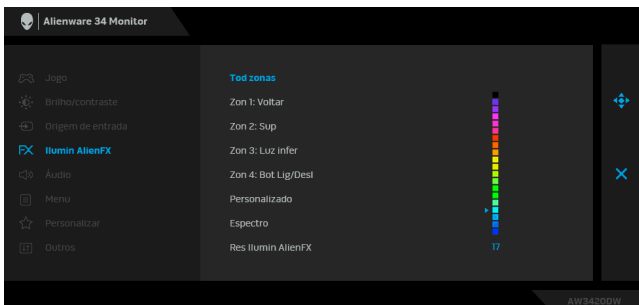 Alienware 34 Monitor
Jogo
Brilho/contraste
Origem de entrada
FX Ilumin AlienFX
Áudio
Menu
Personalizar
Outros
Tod zonas
Zon 1: Voltar
Zon 2: Sup
Zon 3: Luz infer
Zon 4: Bot Lig/Desl
Personalizado
Espectro
Res Ilumin AlienFX
17
AW3420DW